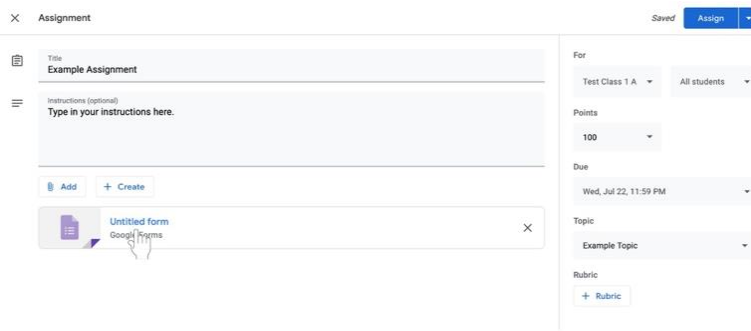 Assignment
Saved
Assign
Title
Example Assignment
Instructions (optional)
Type in your instructions here.
Add
+ Create
Untitled form
Google Forms
For
Test Class 1 A
All students
Points
100
Due
Wed, Jul 22, 11:59 PM
Topic
Example Topic
Rubric
+ Rubric